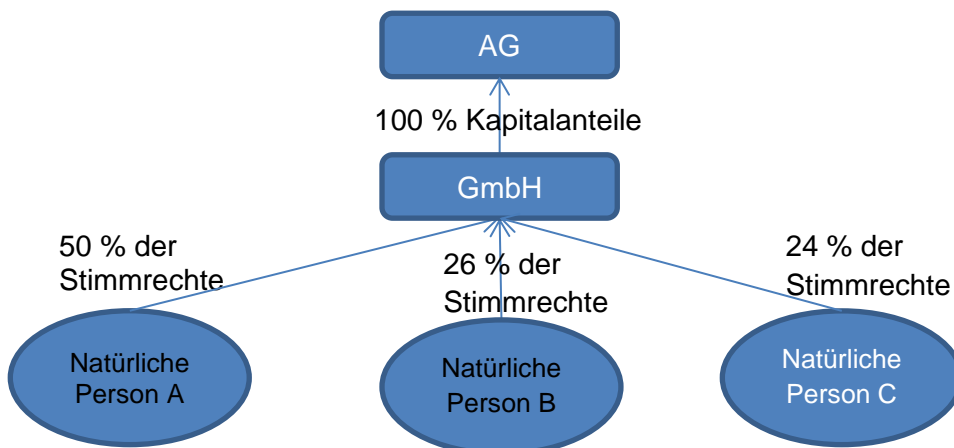 AG
100 % Kapitalanteile
GmbH
50 % der
Stimmrechte
26 % der
Stimmrechte
24 % der
Stimmrechte
Natürliche
Person A
Natürliche
Person B
Natürliche
Person C